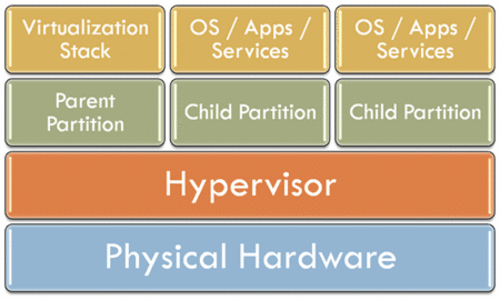 Virtualization
Stack
OS / Apps /
Services
OS / Apps /
Services
Parent
Partition
Child Partition
Child Partition
Hypervisor
Physical Hardware